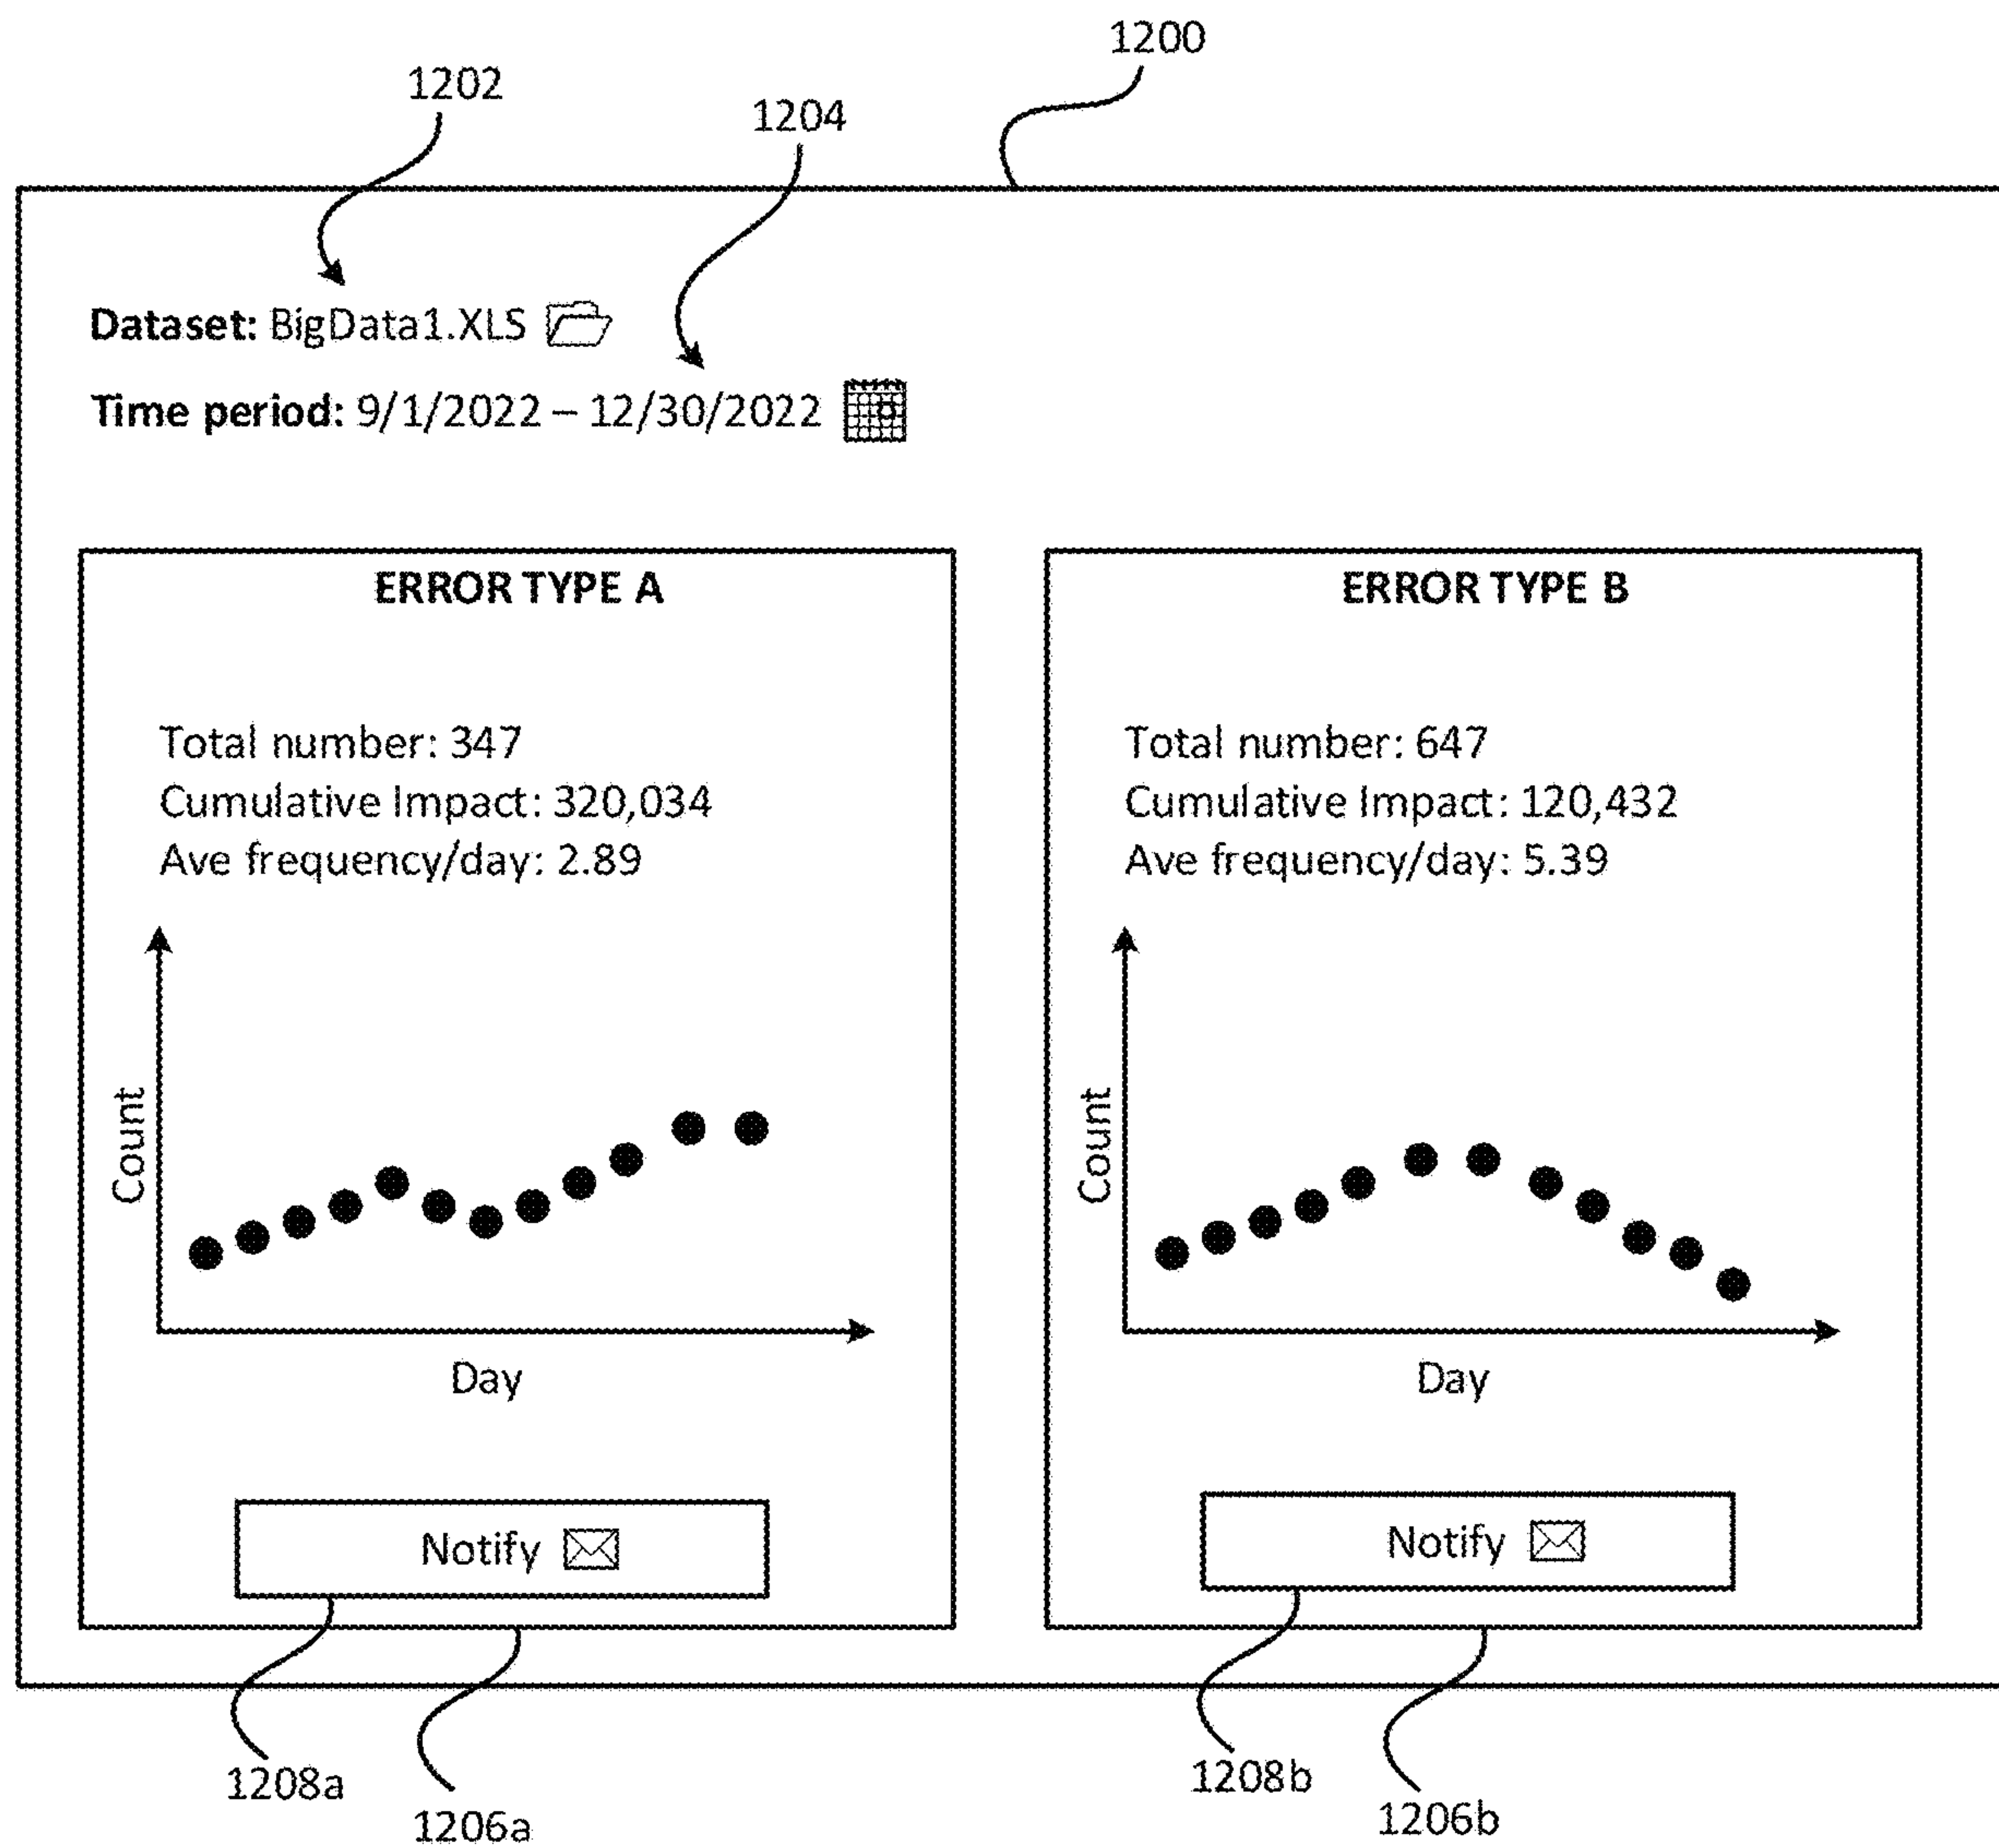 1200
1202
1204
Dataset: BigData1.XLS
Time period: 9/1/2022 – 12/30/2022
ERROR TYPE A
Total number: 347
Cumulative Impact: 320,034
Ave frequency/day: 2.89
Count
Day
Notify
1208a
1206a
ERROR TYPE B
Total number: 647
Cumulative Impact: 120,432
Ave frequency/day: 5.39
Count
Day
Notify
1208b
1206b